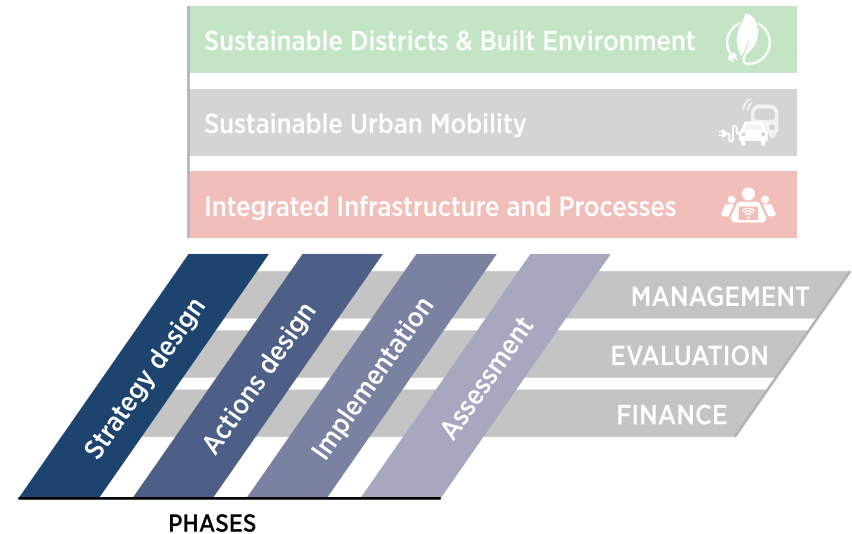 Sustainable Districts & Built Environment
Sustainable Urban Mobility
Integrated Infrastructure and Processes
Strategy design
Actions design
Implementation
Assessment
MANAGEMENT
EVALUATION
FINANCE
PHASES